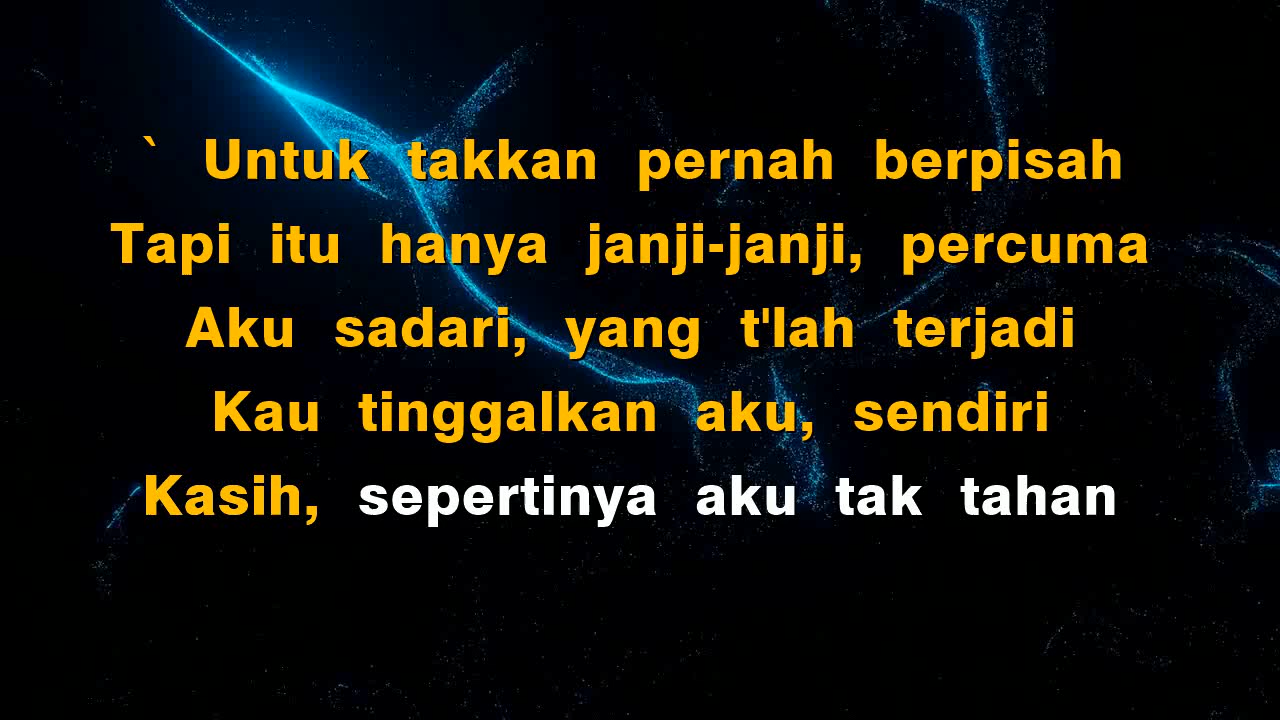 ` Untuk takkan pernah berpisah
Tapi itu hanya janji-janji, percuma
Aku sadari, yang t'lah terjadi
Kau tinggalkan aku, sendiri
Kasih, sepertinya aku tak tahan